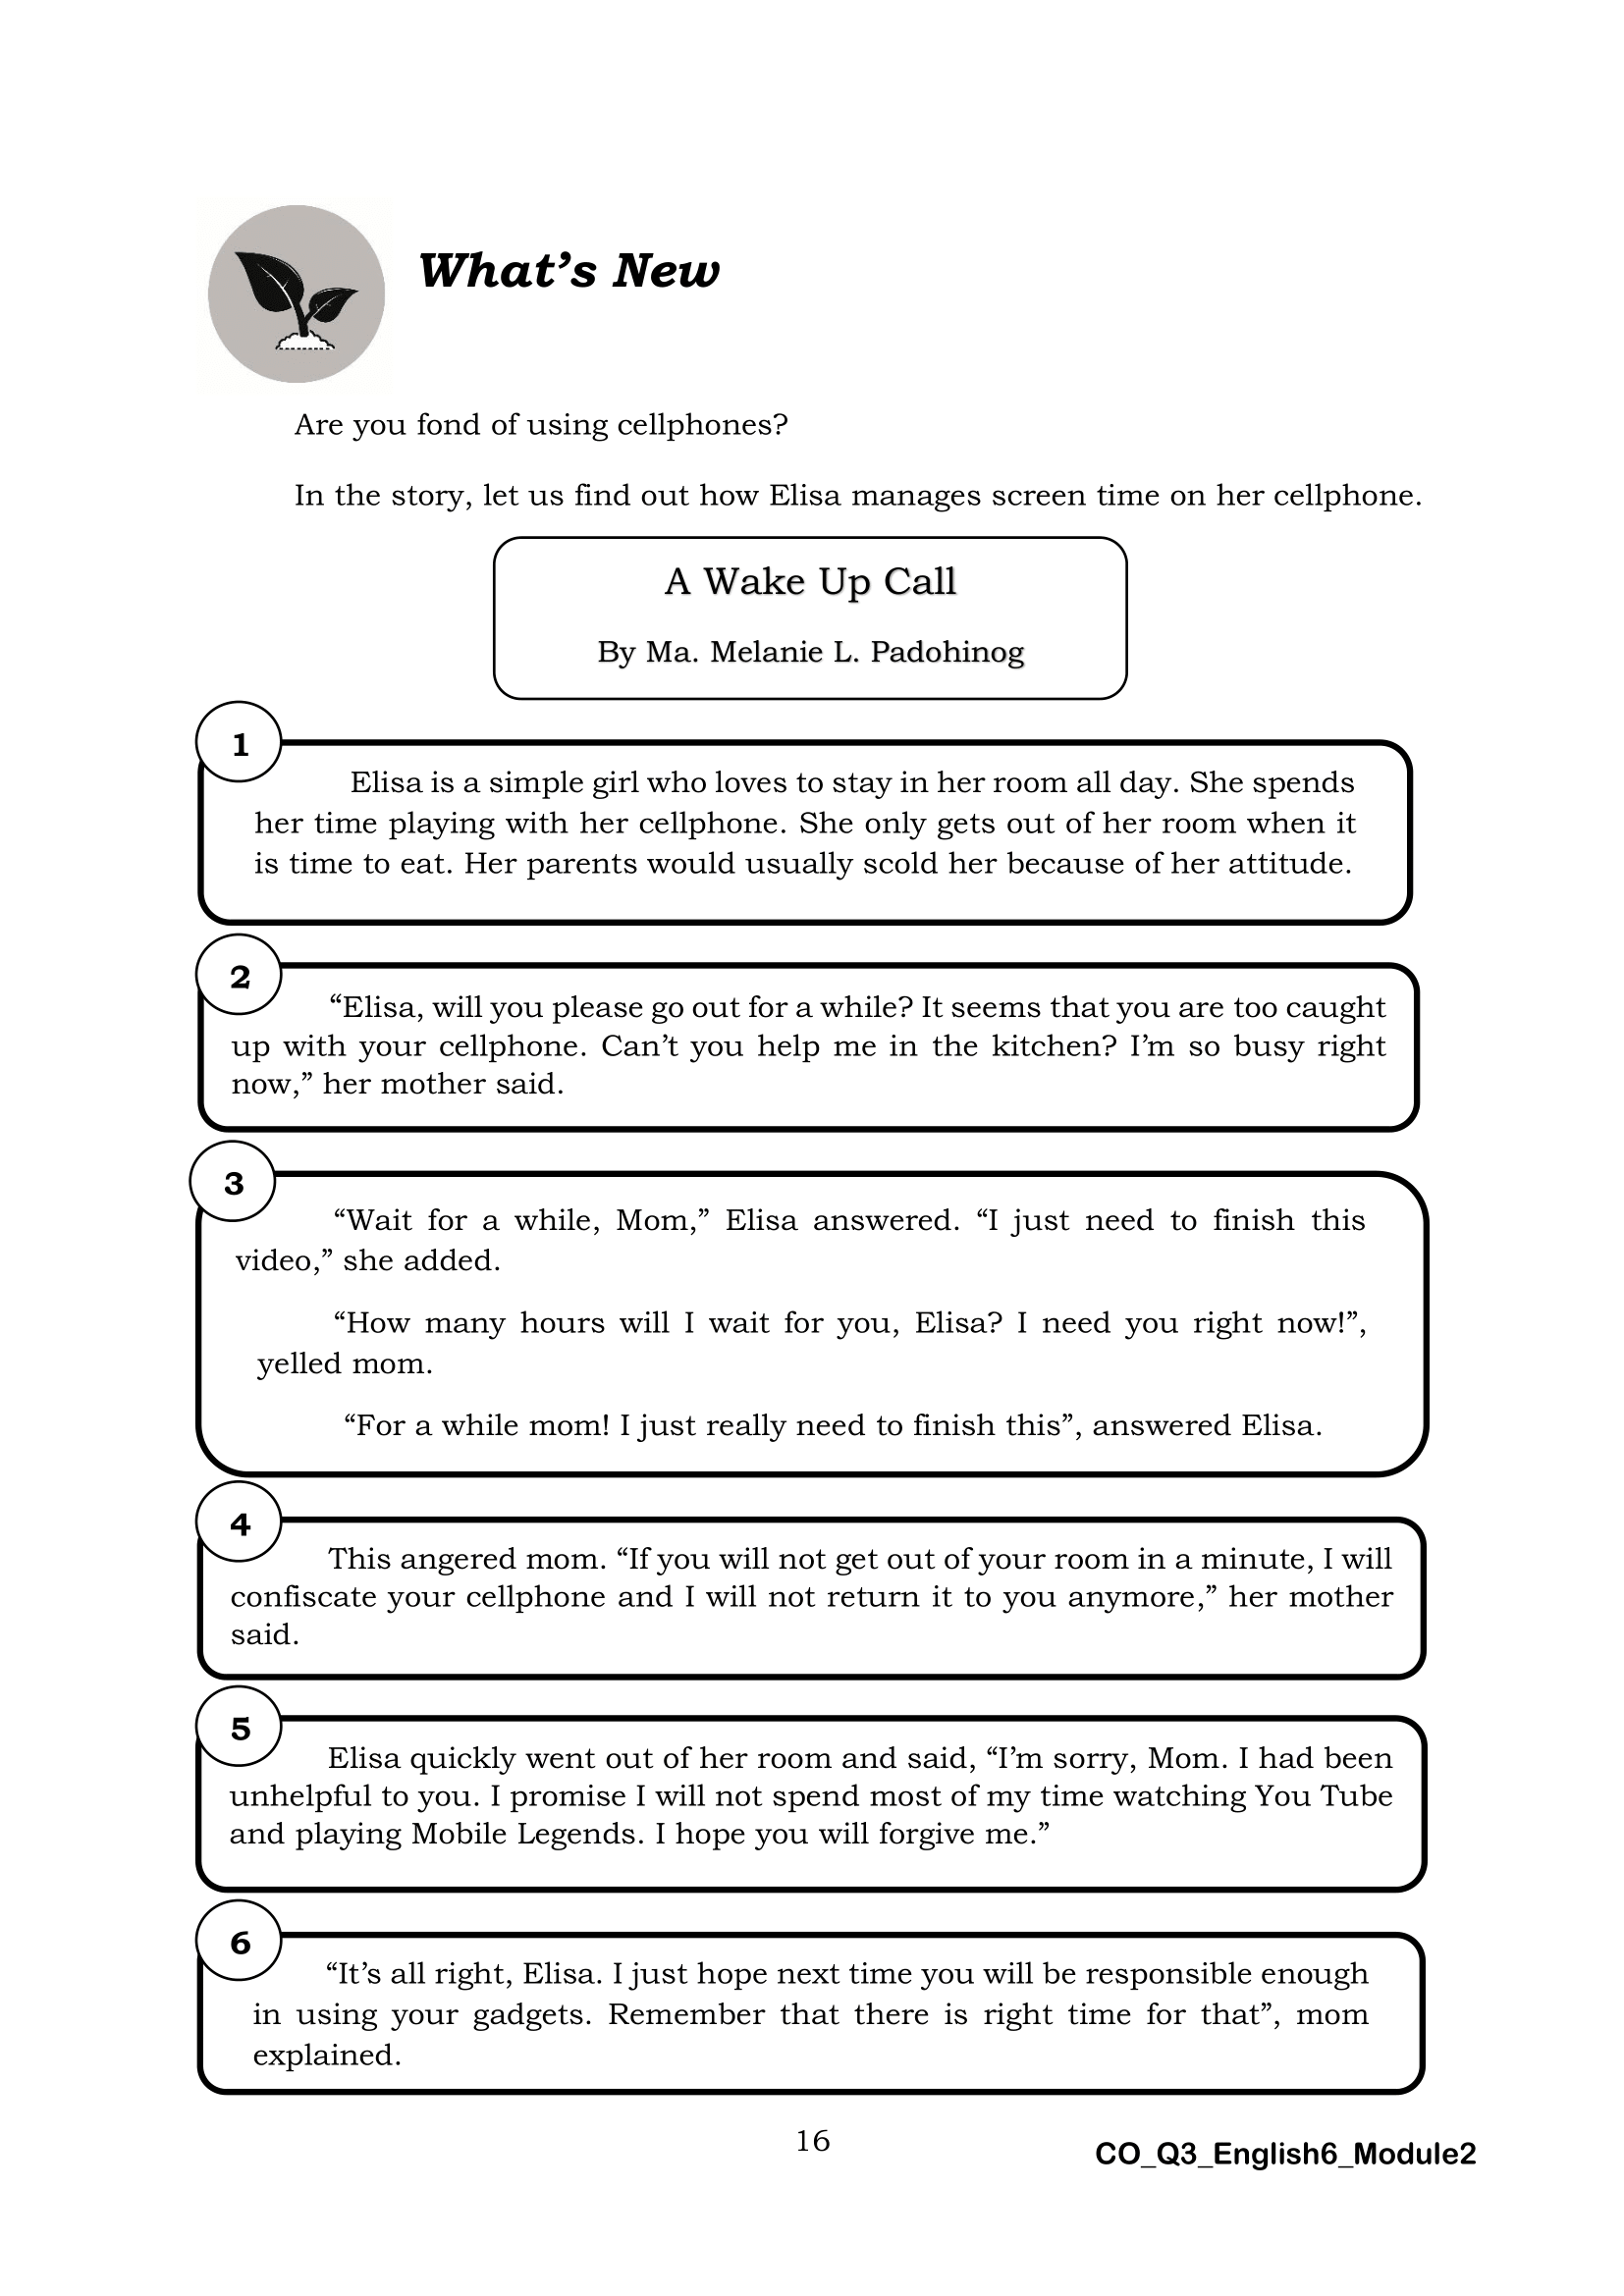 What's New
Are you fond of using cellphones?
In the story, let us find out how Elisa manages screen time on her cellphone.
A Wake Up Call
By Ma. Melanie L. Padohinog
1
Elisa is a simple girl who loves to stay in her room all day. She spends
her time playing with her cellphone. She only gets out of her room when it
is time to eat. Her parents would usually scold her because of her attitude.
2
“Elisa, will you please go out for a while? It seems that you are too caught
up with your cellphone. Can’t you help me in the kitchen? I’m so busy right
now,” her mother said.
3
“Wait for a while, Mom,” Elisa answered. “I just need to finish this
video,” she added.
“How many hours will I wait for you, Elisa? I need you right now!”,
yelled mom.
“For a while mom! I just really need to finish this”, answered Elisa.
4
This angered mom. “If you will not get out of your room in a minute, I will
confiscate your cellphone and I will not return it to you anymore,” her mother
said.
5
Elisa quickly went out of her room and said, “I’m sorry, Mom. I had been
unhelpful to you. I promise I will not spend most of my time watching You Tube
and playing Mobile Legends. I hope you will forgive me.”
6
“It’s all right, Elisa. I just hope next time you will be responsible enough
in using your gadgets. Remember that there is right time for that”, mom
explained.
16
CO_Q3_English6_Module2